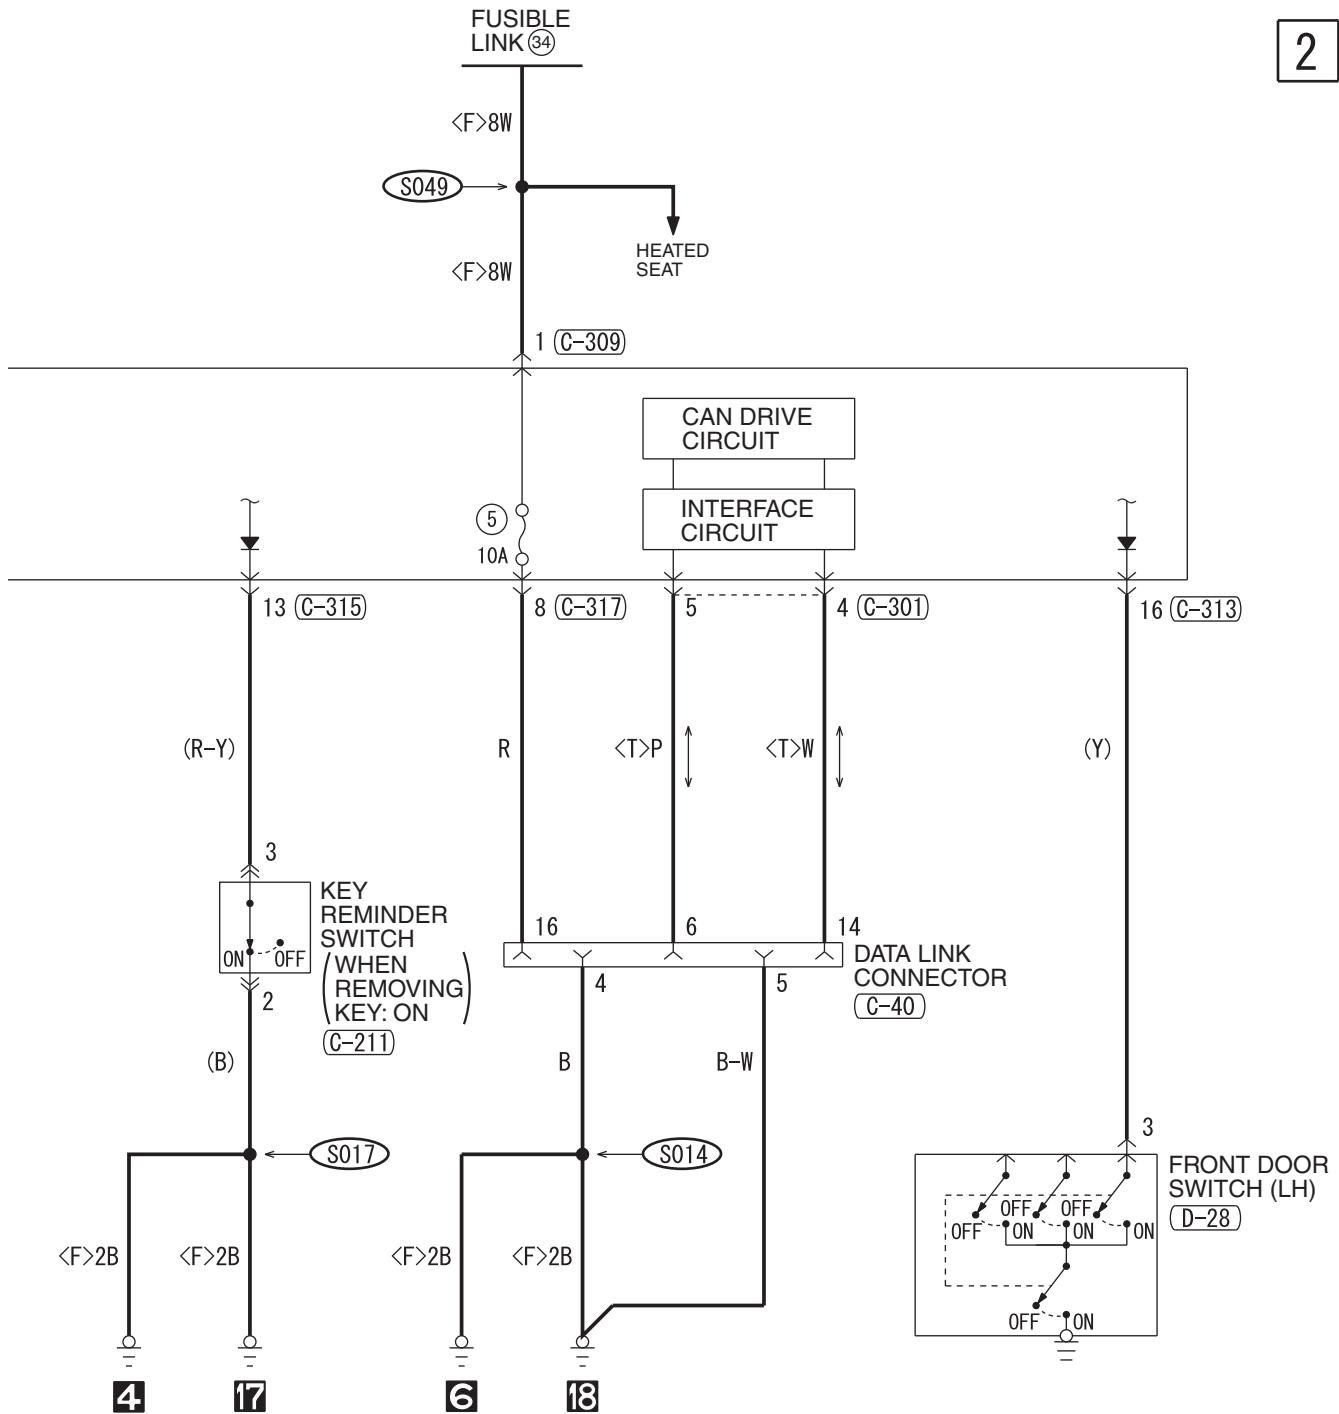 FUSIBLE
LINK 34
2
<F>8W
S049
HEATED
SEAT
<F>8W
1 C-309
CAN DRIVE
CIRCUIT
INTERFACE
CIRCUIT
5
10A
13 C-315
8 C-317
5
4 C-301
16 C-313
(R-Y)
R
<T>P
<T>W
(Y)
3
KEY
REMINDER
SWITCH
(WHEN
REMOVING
KEY: ON)
C-211
ON OFF
2
16
6
14
DATA LINK
CONNECTOR
C-40
4
5
(B)
B
B-W
S017
S014
3
FRONT DOOR
SWITCH (LH)
D-28
OFF OFF
OFF ON ON ON
OFF ON
<F>2B
<F>2B
<F>2B
<F>2B
4
17
6
18